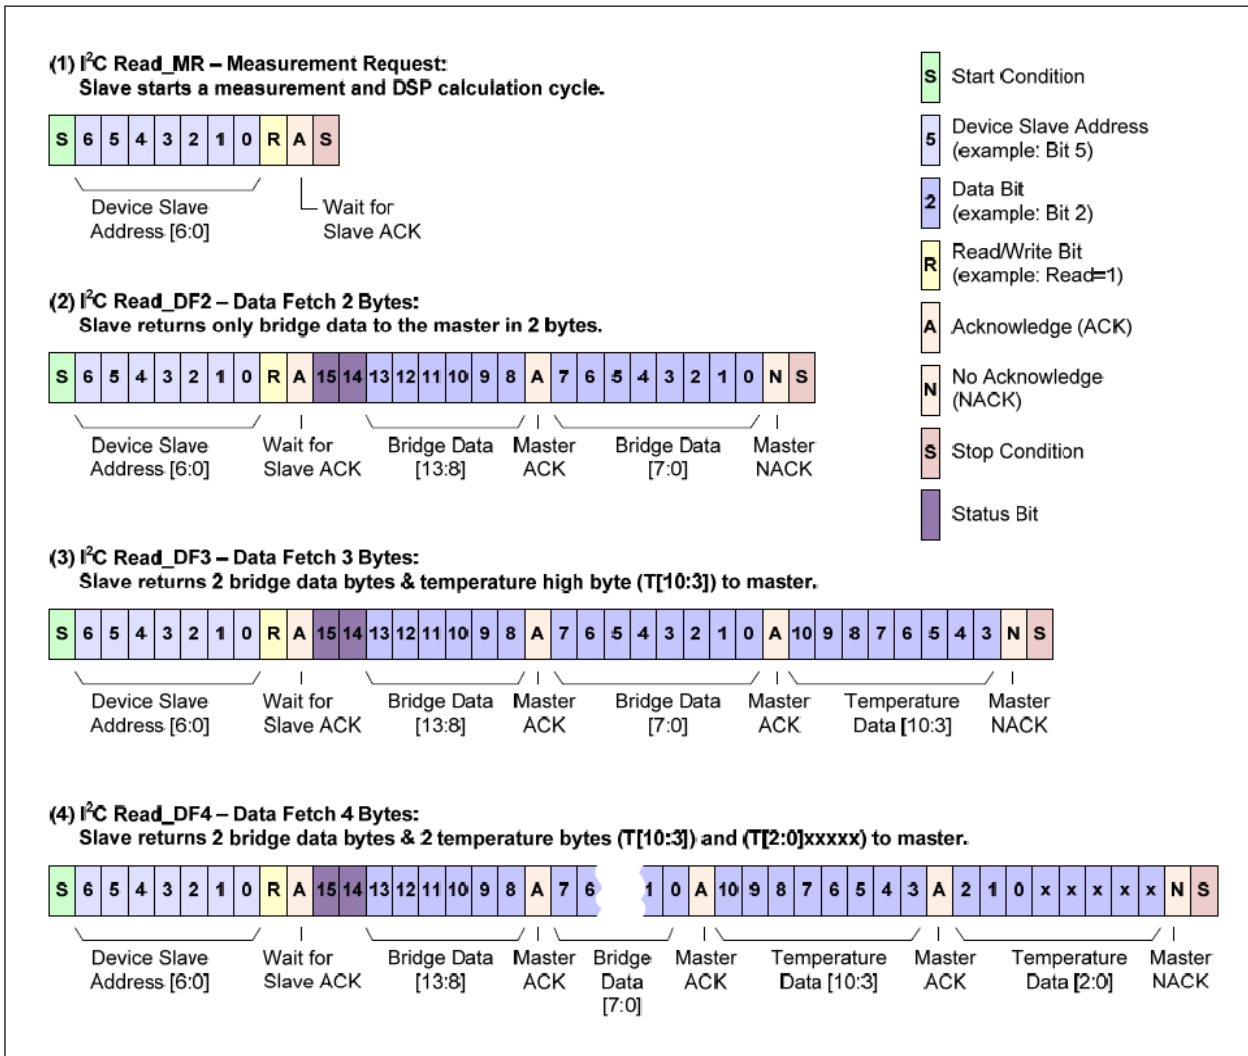 (1) I²C Read_MR – Measurement Request:
Slave starts a measurement and DSP calculation cycle.
S 6 5 4 3 2 1 0 R A S
Device Slave
Address [6:0]
Wait for
Slave ACK
(2) I²C Read_DF2 – Data Fetch 2 Bytes:
Slave returns only bridge data to the master in 2 bytes.
S 6 5 4 3 2 1 0 R A 15 14 13 12 11 10 9 8 A 7 6 5 4 3 2 1 0 N S
Device Slave
Address [6:0]
Wait for
Slave ACK
Bridge Data
[13:8]
Master
ACK
Bridge Data
[7:0]
Master
NACK
(3) I²C Read_DF3 – Data Fetch 3 Bytes:
Slave returns 2 bridge data bytes & temperature high byte (T[10:3]) to master.
S 6 5 4 3 2 1 0 R A 15 14 13 12 11 10 9 8 A 7 6 5 4 3 2 1 0 A 10 9 8 7 6 5 4 3 N S
Device Slave
Address [6:0]
Wait for
Slave ACK
Bridge Data
[13:8]
Master
ACK
Bridge Data
[7:0]
Master
ACK
Temperature
Data [10:3]
Master
NACK
(4) I²C Read_DF4 – Data Fetch 4 Bytes:
Slave returns 2 bridge data bytes & 2 temperature bytes (T[10:3]) and (T[2:0]xxxxx) to master.
S 6 5 4 3 2 1 0 R A 15 14 13 12 11 10 9 8 A 7 6 1 0 A 10 9 8 7 6 5 4 3 A 2 1 0 x x x x x N S
Device Slave
Address [6:0]
Wait for
Slave ACK
Bridge Data
[13:8]
Master
ACK
Bridge
Data
[7:0]
Master
ACK
Temperature
Data [10:3]
Master
ACK
Temperature
Data [2:0]
Master
NACK
S Start Condition
5 Device Slave Address
(example: Bit 5)
2 Data Bit
(example: Bit 2)
R Read/Write Bit
(example: Read=1)
A Acknowledge (ACK)
N No Acknowledge
(NACK)
S Stop Condition
Status Bit